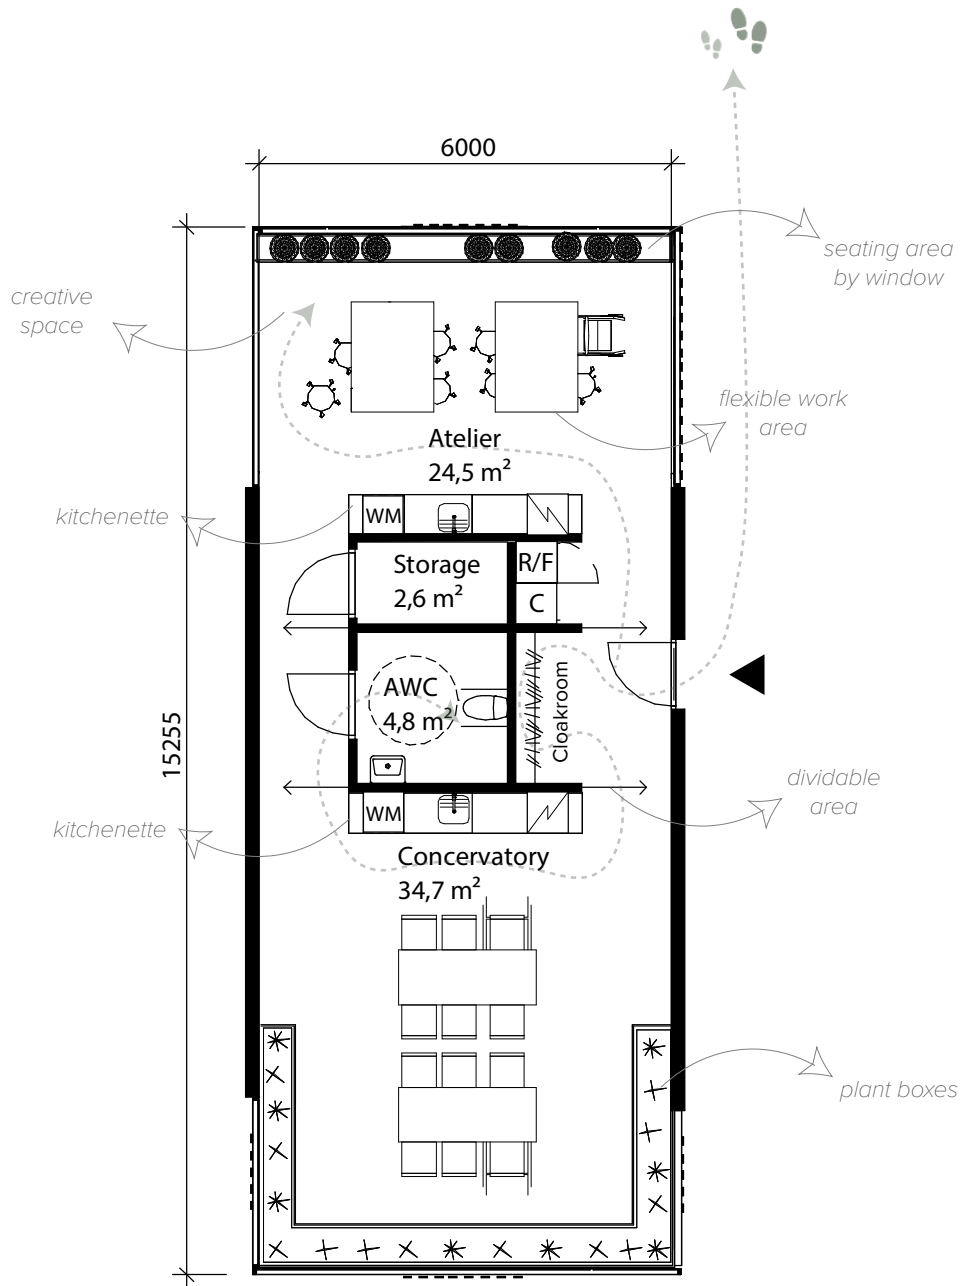 6000
seating area
by window
creative
space
flexible work
area
Atelier
24,5 m²
kitchenette
WM
Storage
2,6 m²
R/F
C
AWC
4,8 m²
Cloakroom
15255
dividable
area
kitchenette
WM
Concervatory
34,7 m²
plant boxes